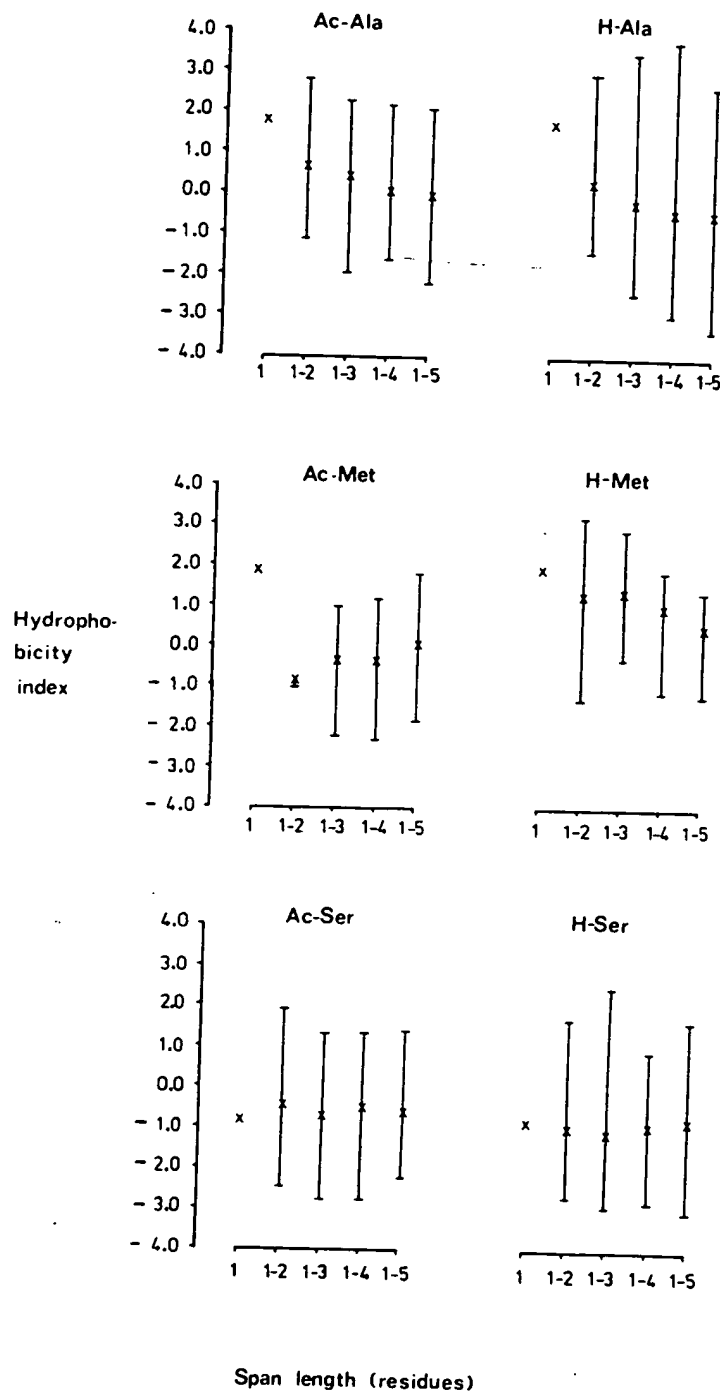 Ac-Ala
H-Ala
4.0
3.0
2.0
1.0
0.0
- 1.0
- 2.0
- 3.0
- 4.0
1 1-2 1-3 1-4 1-5
1 1-2 1-3 1-4 1-5
Ac-Met
H-Met
4.0
3.0
2.0
1.0
0.0
- 1.0
- 2.0
- 3.0
- 4.0
Hydropho-
bicity
index
1 1-2 1-3 1-4 1-5
1 1-2 1-3 1-4 1-5
Ac-Ser
H-Ser
4.0
3.0
2.0
1.0
0.0
- 1.0
- 2.0
- 3.0
- 4.0
1 1-2 1-3 1-4 1-5
1 1-2 1-3 1-4 1-5
Span length (residues)